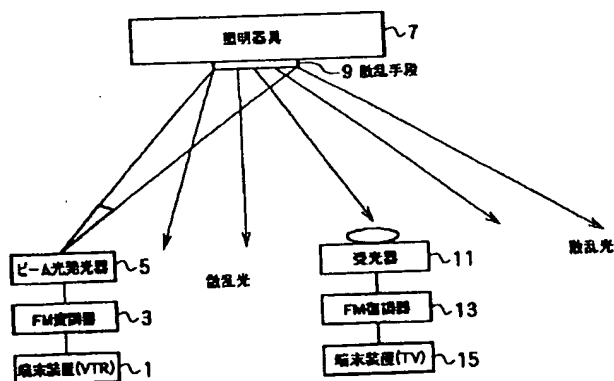 照明器具
7
9 散乱手段
ビーム光発光器
5
散乱光
受光器
11
散乱光
FM変調器
3
FM復調器
13
端末装置(VTR)
1
端末装置(TV)
15